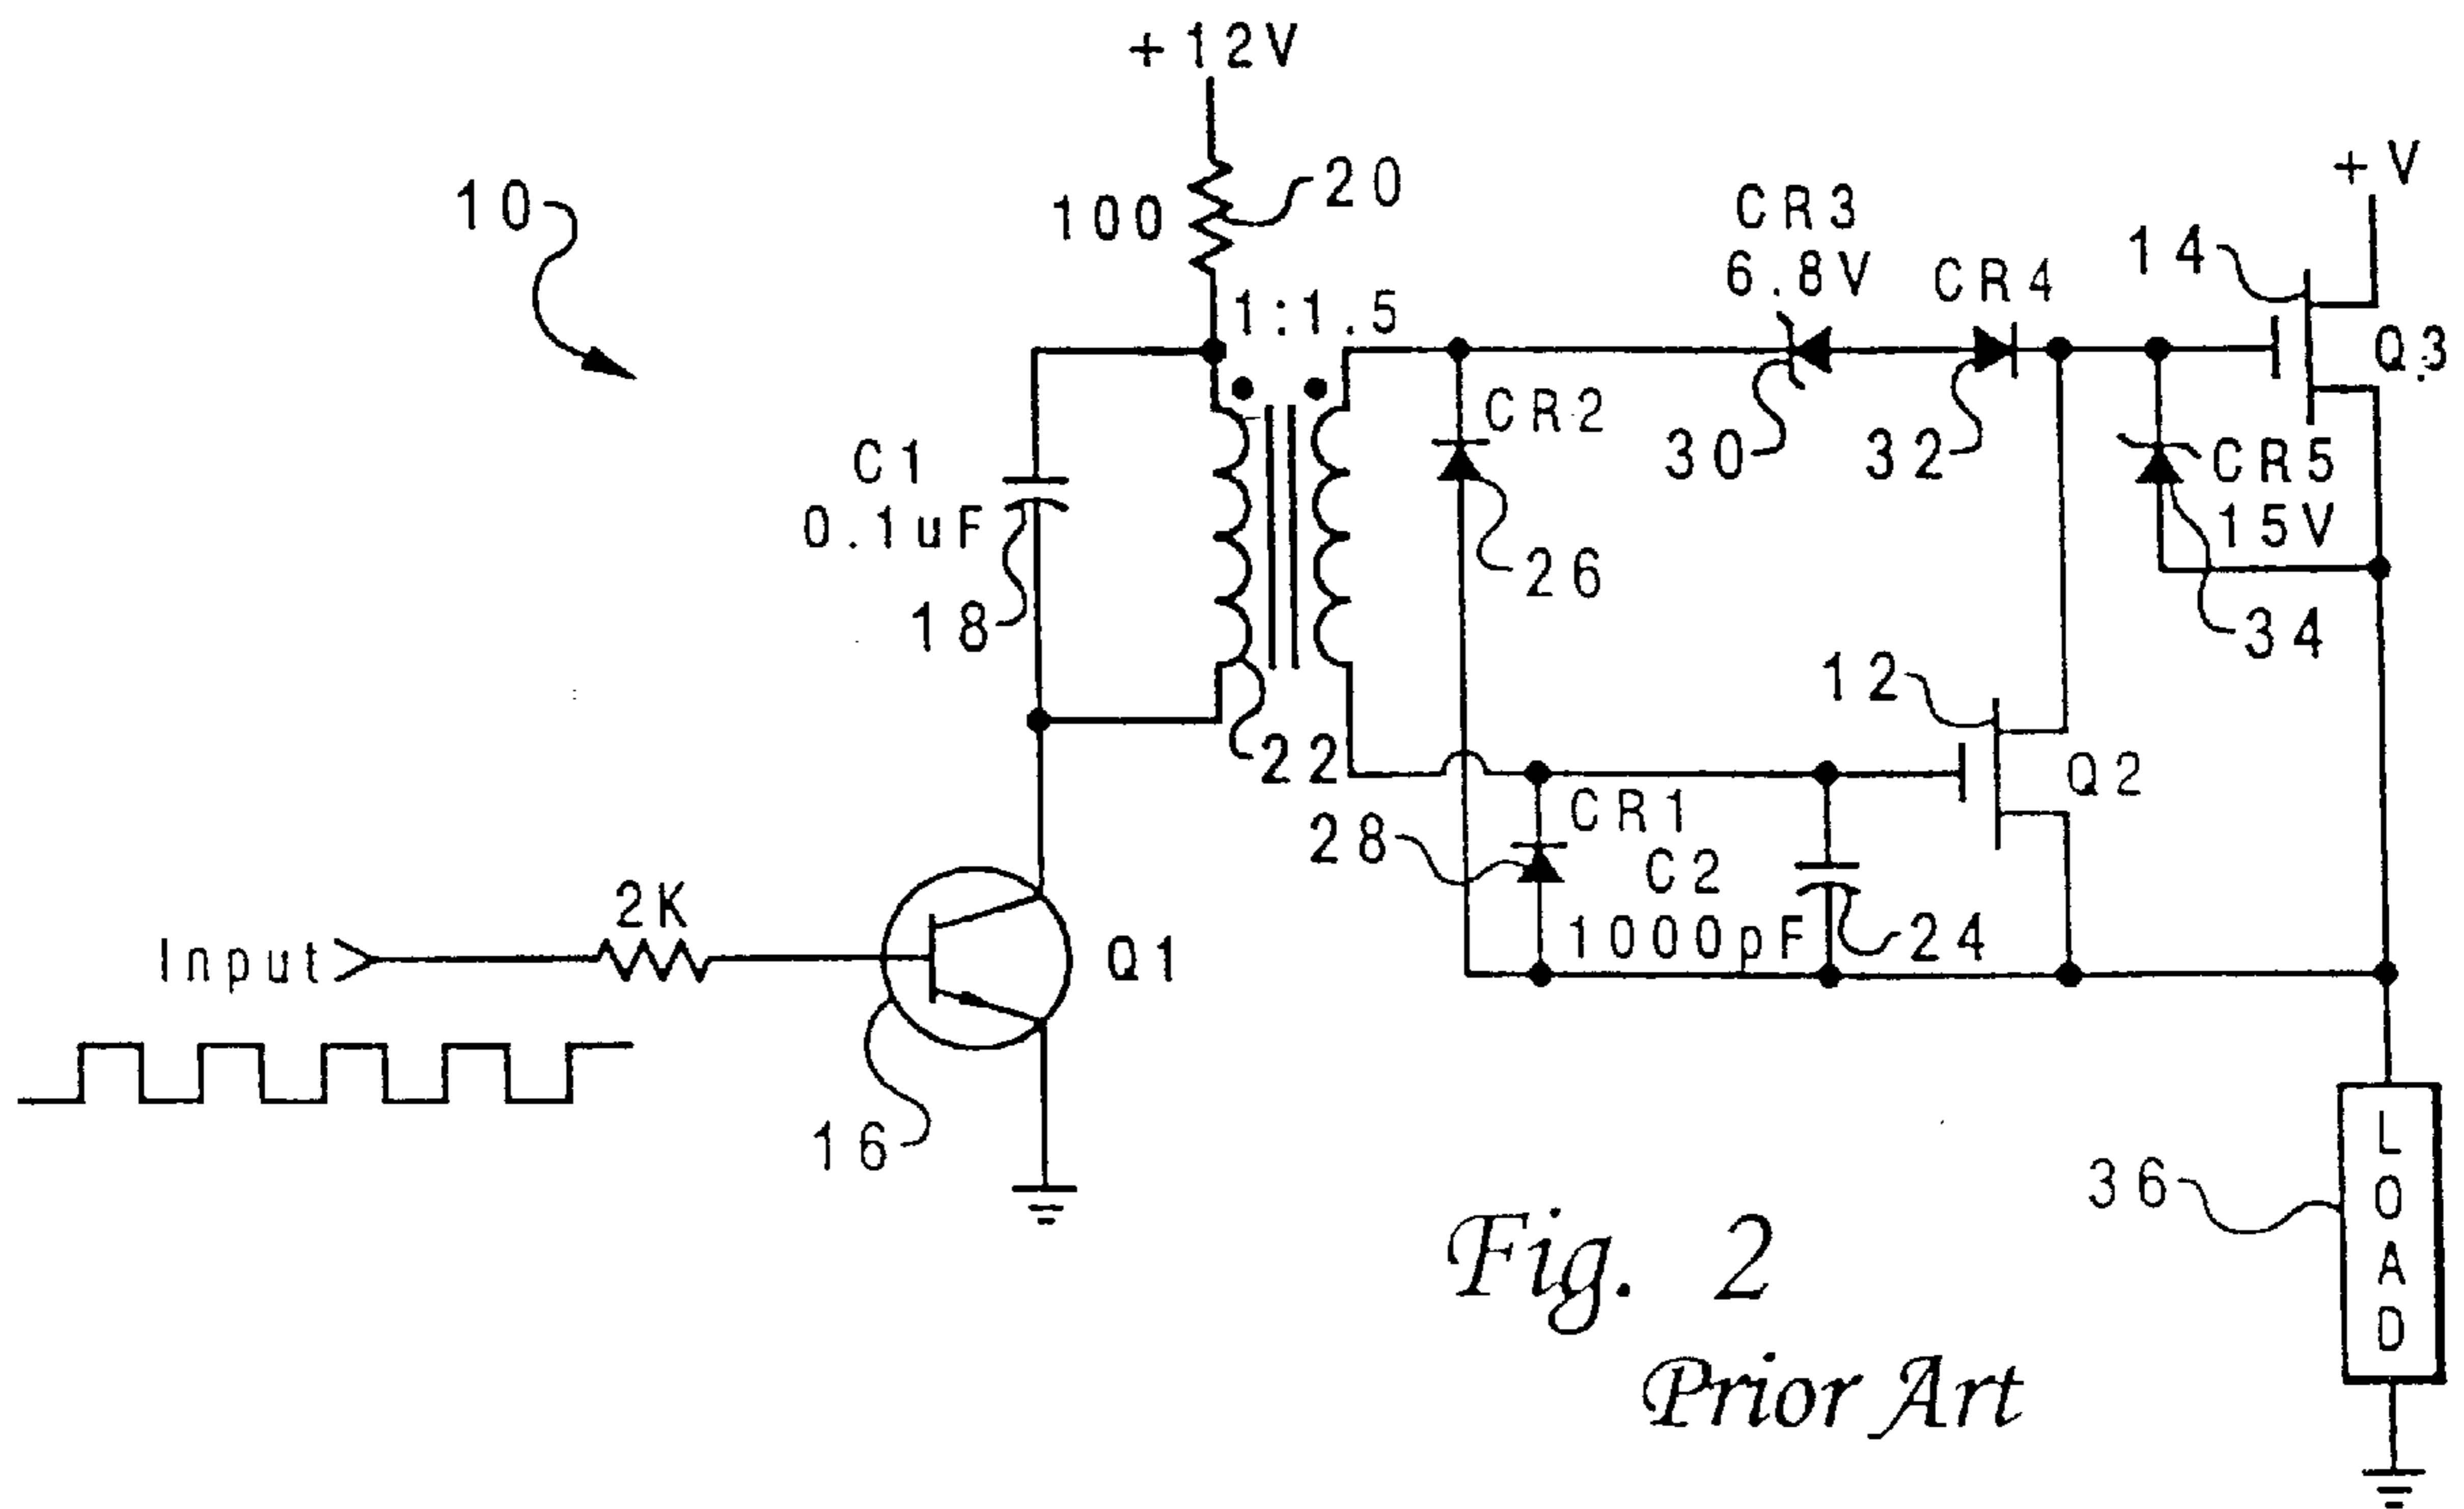 +12V
10
100
20
+V
CR3
6.8V
CR4
14
1:1.5
Q3
CR2
C1
0.1uF
30
32
CR5
15V
26
18
34
12
22
Q2
28
CR1
C2
1000pF
24
2K
Input
Q1
16
36
LOAD
Fig. 2
Prior Art